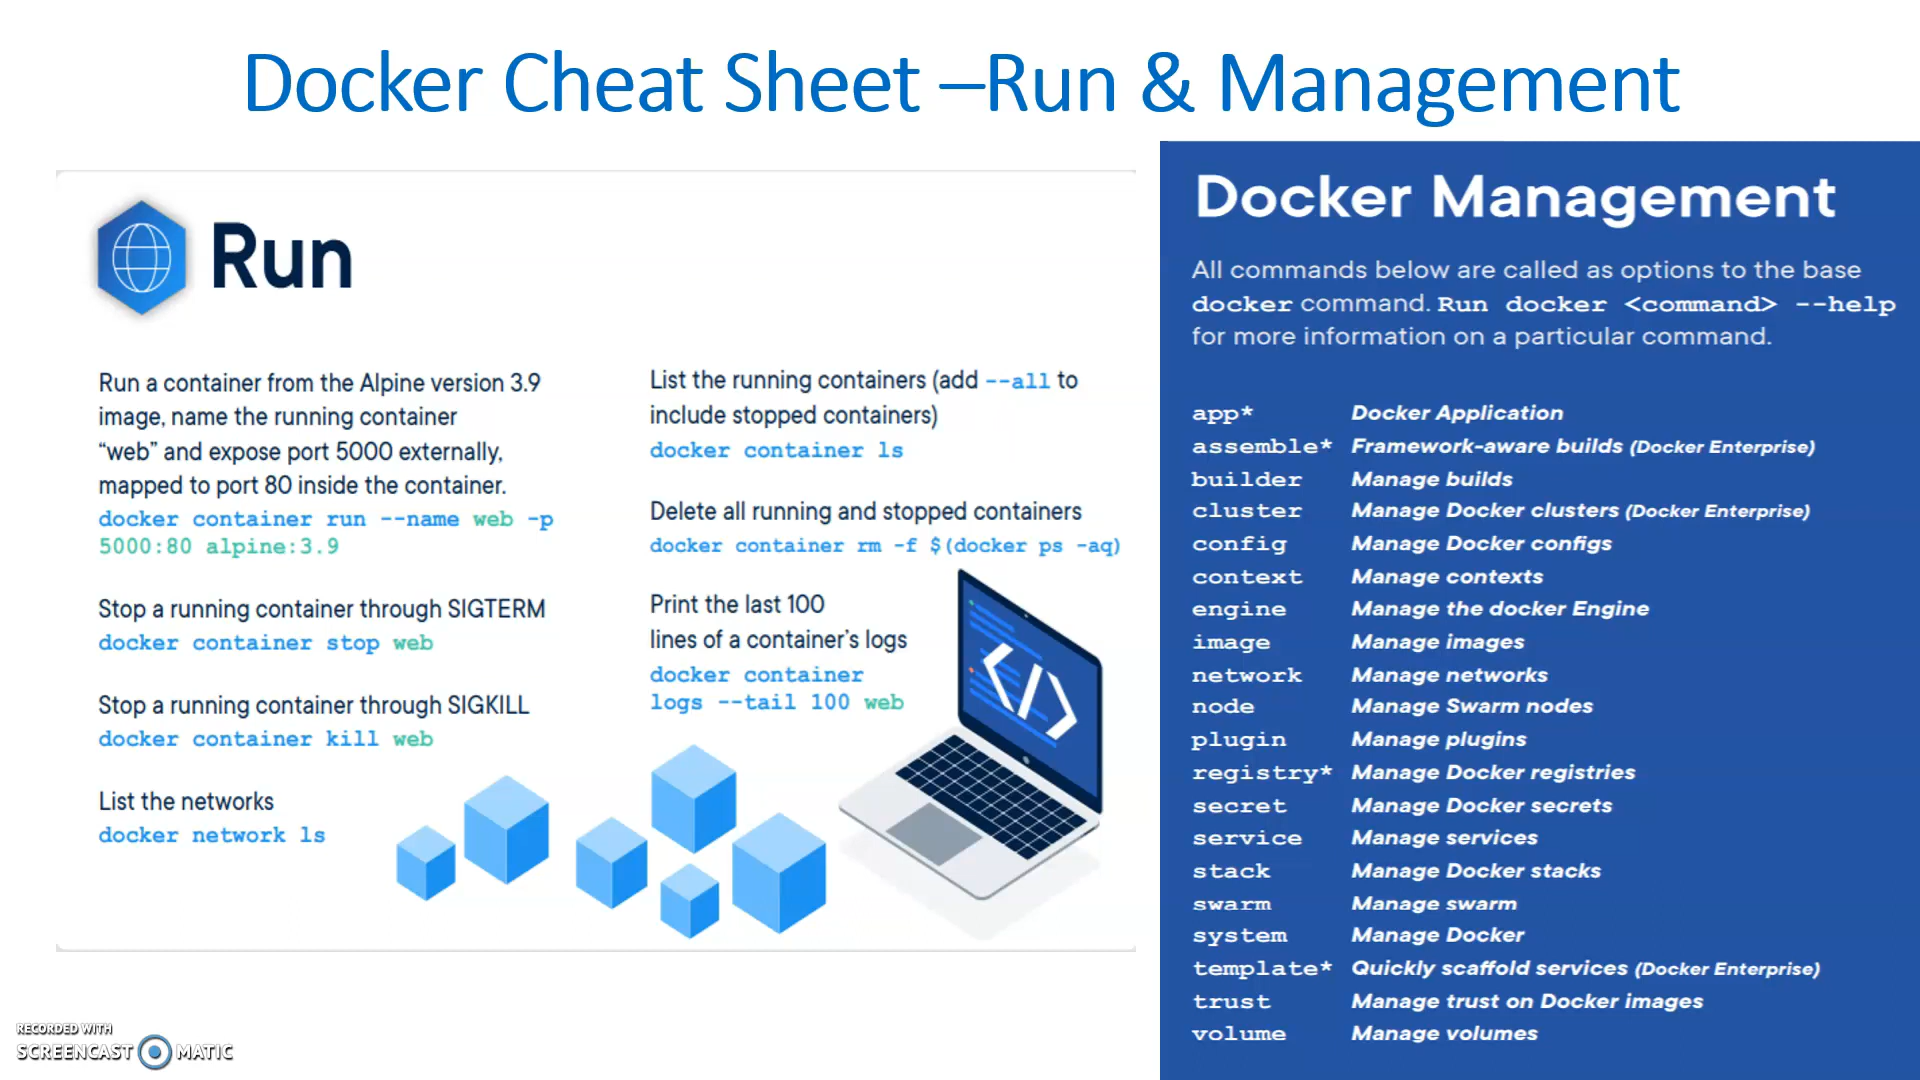 Docker Cheat Sheet –Run & Management
Run
Run a container from the Alpine version 3.9
image, name the running container
“web” and expose port 5000 externally,
mapped to port 80 inside the container.
docker container run --name web -p
5000:80 alpine:3.9
Stop a running container through SIGTERM
docker container stop web
Stop a running container through SIGKILL
docker container kill web
List the networks
docker network ls
List the running containers (add --all to
include stopped containers)
docker container ls
Delete all running and stopped containers
docker container rm -f $(docker ps -aq)
Print the last 100
lines of a container’s logs
docker container
logs --tail 100 web
</>
Docker Management
All commands below are called as options to the base
docker command. Run docker <command> --help
for more information on a particular command.
app* Docker Application
assemble* Framework-aware builds (Docker Enterprise)
builder Manage builds
cluster Manage Docker clusters (Docker Enterprise)
config Manage Docker configs
context Manage contexts
engine Manage the docker Engine
image Manage images
network Manage networks
node Manage Swarm nodes
plugin Manage plugins
registry* Manage Docker registries
secret Manage Docker secrets
service Manage services
stack Manage Docker stacks
swarm Manage swarm
system Manage Docker
template* Quickly scaffold services (Docker Enterprise)
trust Manage trust on Docker images
volume Manage volumes
RECORDED WITH
SCREENCAST MATIC